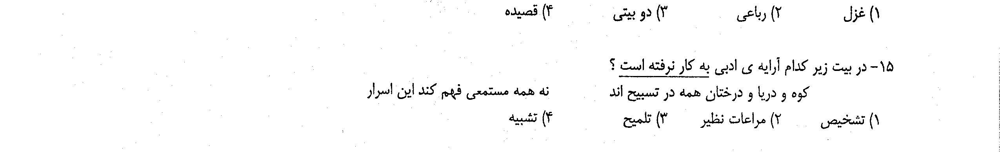 ۱) غزل ۲) رباعی ۳) دو بیتی ۴) قصیده
۱۵- در بیت زیر کدام آرایه ی ادبی به کار نرفته است ؟
کوه و دریا و درختان همه در تسبیح اند نه همه مستمعی فهم کند این اسرار
۱) تشخیص ۲) مراعات نظیر ۳) تلمیح ۴) تشبیه